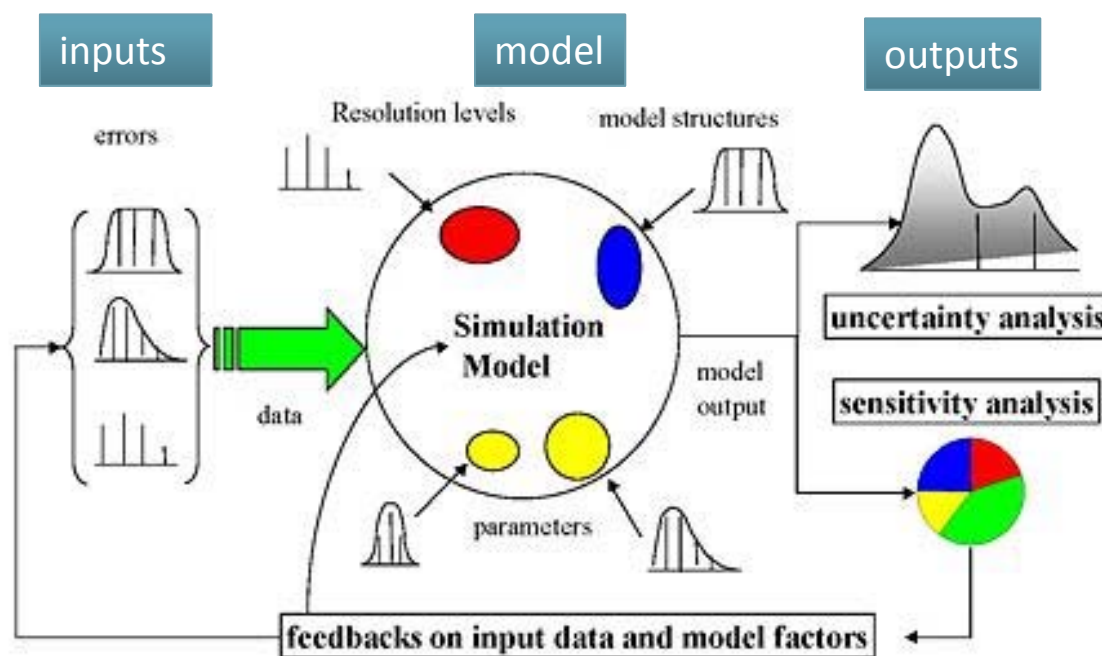 inputs
model
outputs
errors
Resolution levels
model structures
Simulation
Model
data
model
output
parameters
uncertainty analysis
sensitivity analysis
feedbacks on input data and model factors